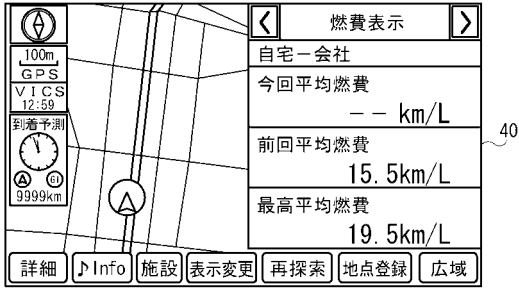 100m
GPS
VICS
12:59
到着予測
G1
9999km
燃費表示
自宅－会社
今回平均燃費
－－ km/L
前回平均燃費
15.5km/L
最高平均燃費
19.5km/L
40
詳細 ♪Info 施設 表示変更 再探索 地点登録 広域